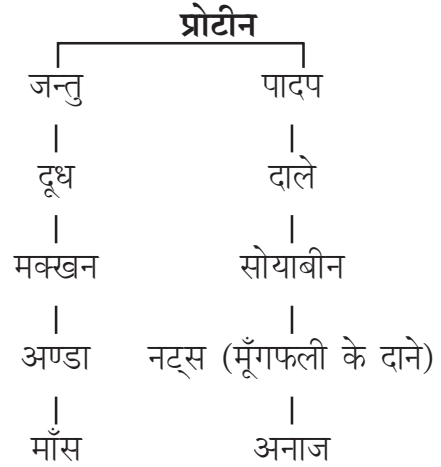 प्रोटीन
जन्तु पादप
दूध दाले
मक्खन सोयाबीन
अण्डा नट्स (मूँगफली के दाने)
माँस अनाज